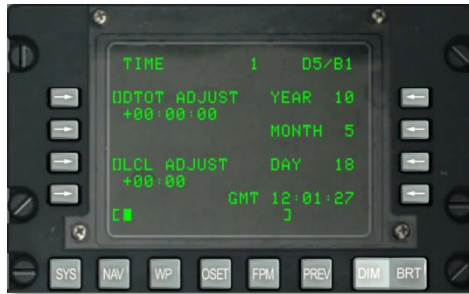 TIME 1 D5/B1
[]DTOT ADJUST YEAR 10
+00:00:00
MONTH 5
[]LCL ADJUST DAY 18
+00:00
GMT 12:01:27
[ ]
SYS NAV WP OSET FPM PREV DIM BRT